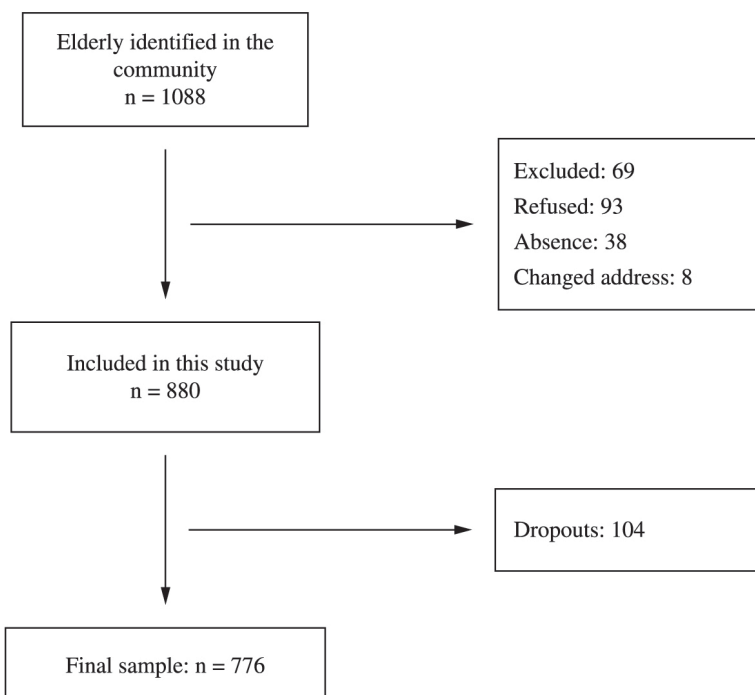 Elderly identified in the
community
n = 1088
Excluded: 69
Refused: 93
Absence: 38
Changed address: 8
Included in this study
n = 880
Dropouts: 104
Final sample: n = 776